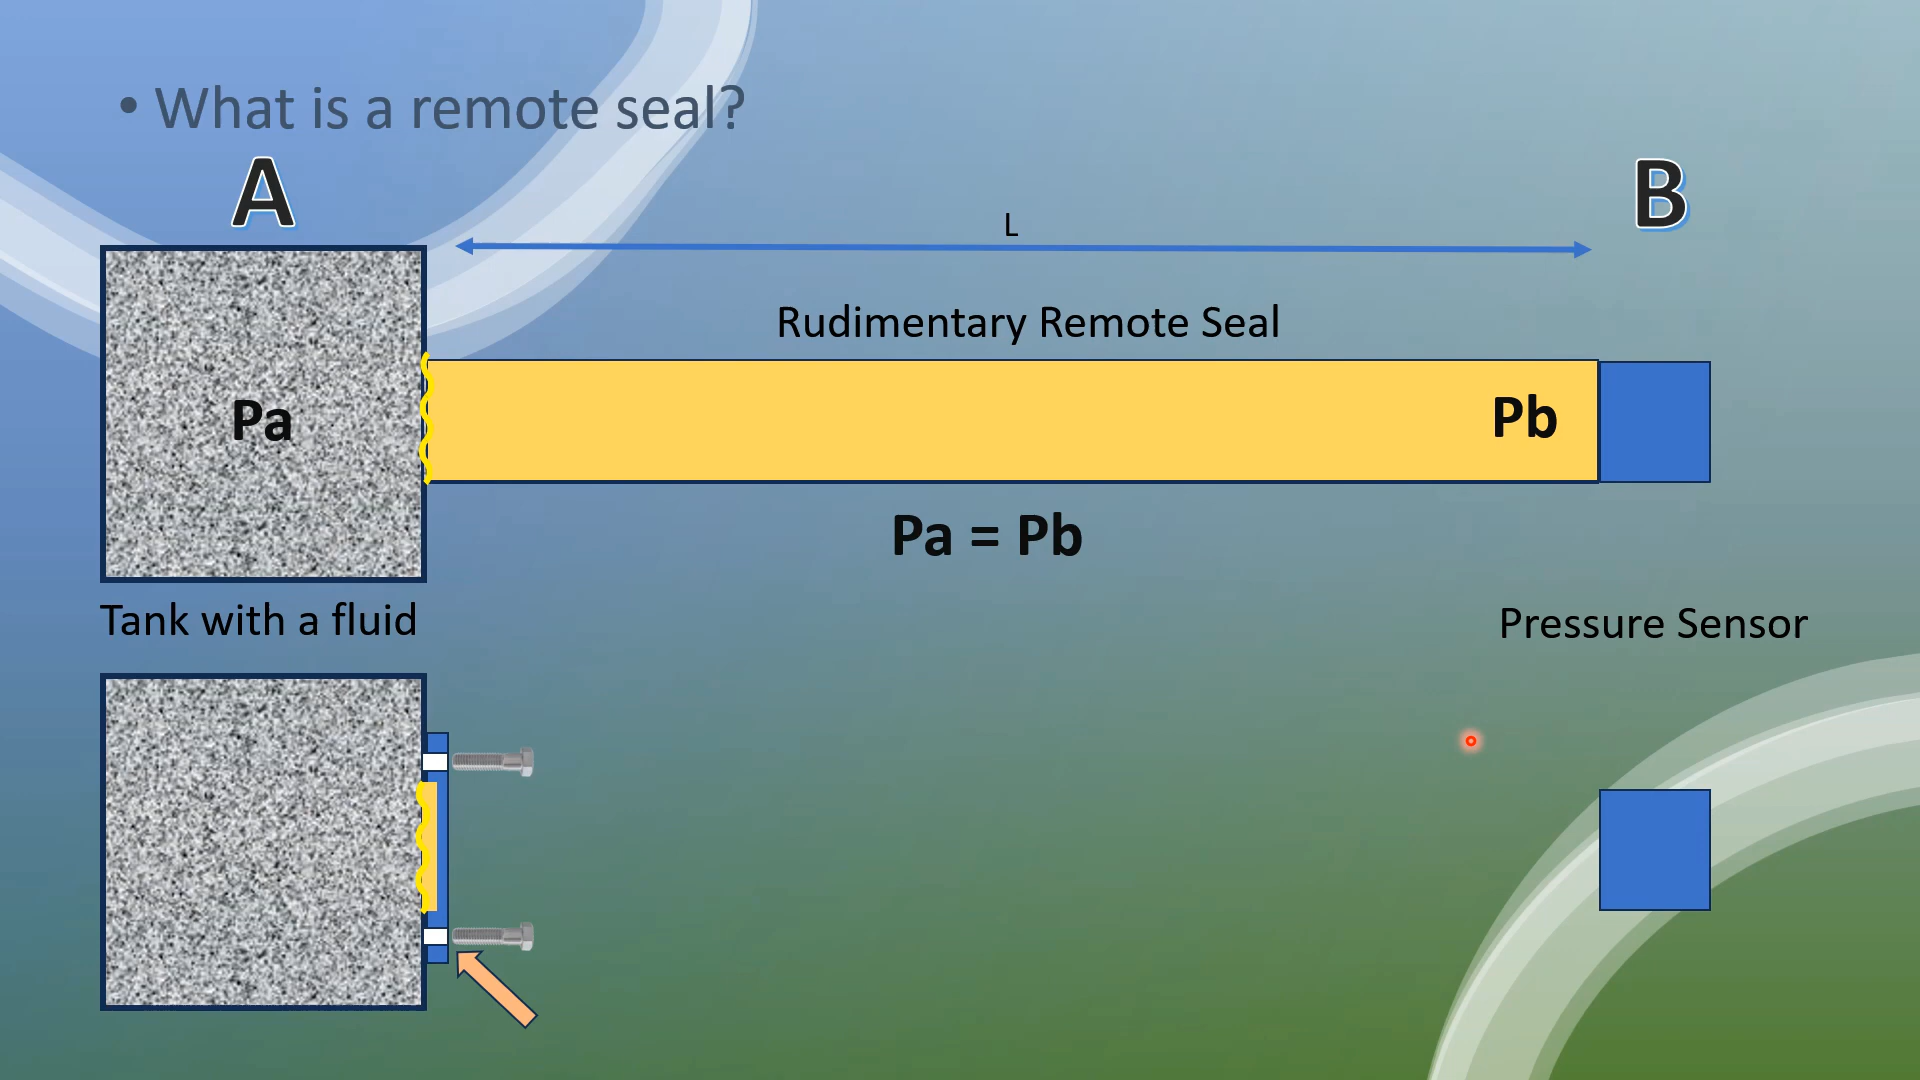 • What is a remote seal?
A
B
L
Rudimentary Remote Seal
Pa
Pb
Pa = Pb
Tank with a fluid
Pressure Sensor